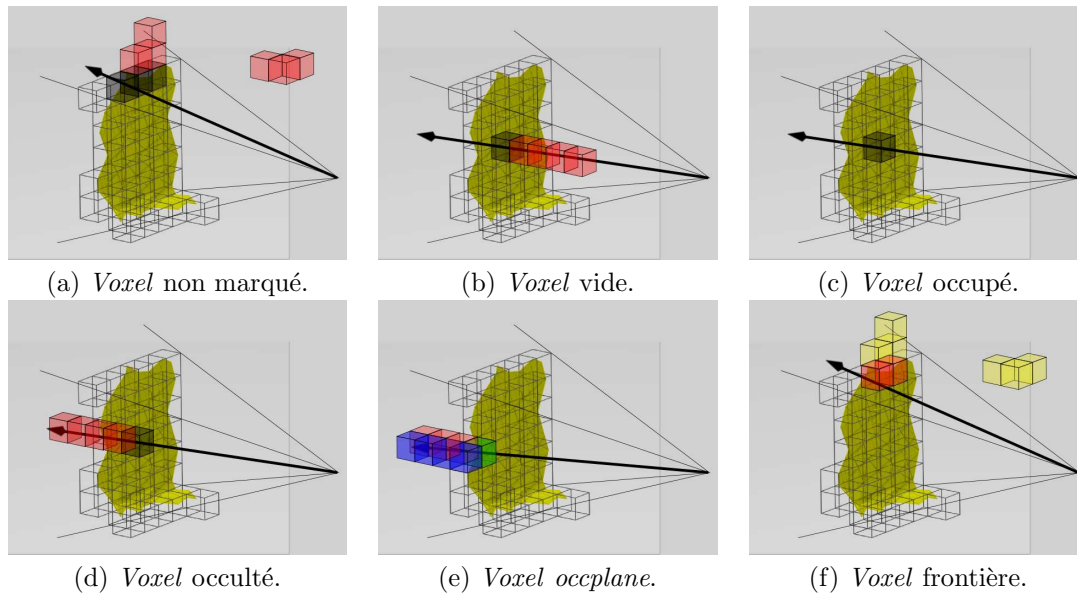 (a) Voxel non marqué.
(b) Voxel vide.
(c) Voxel occupé.
(d) Voxel occulté.
(e) Voxel occplane.
(f) Voxel frontière.